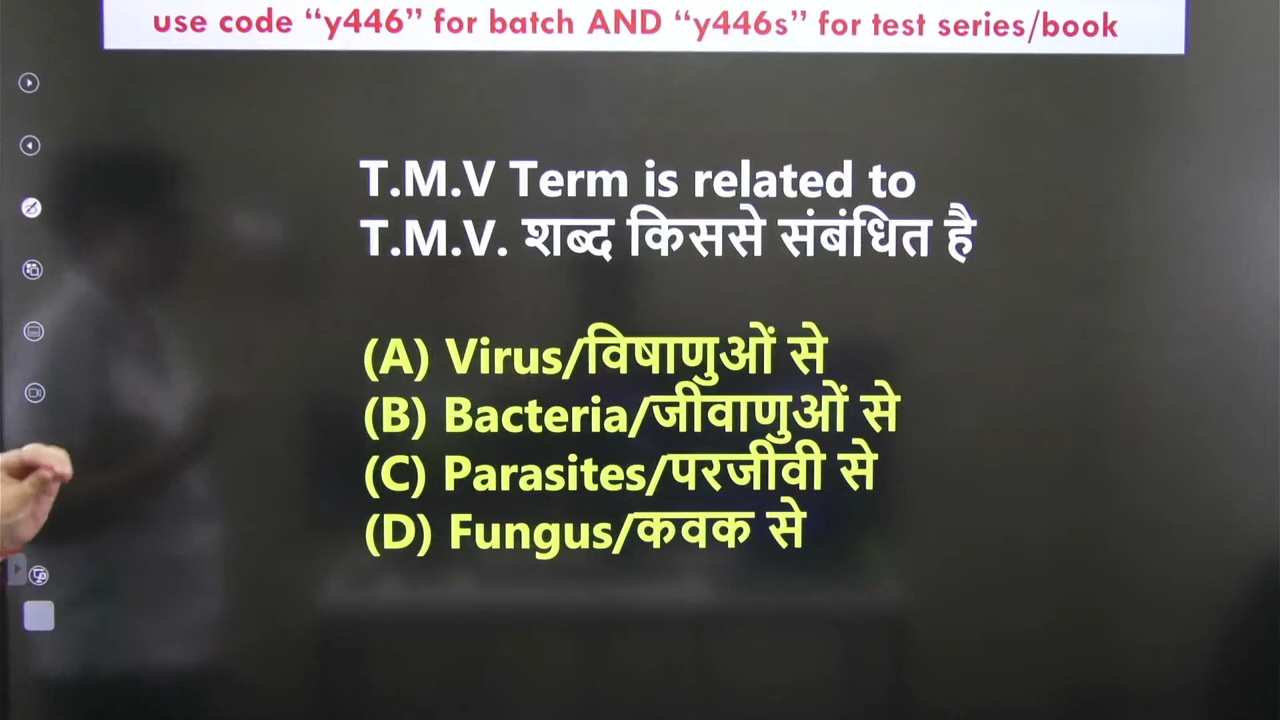 use code “y446” for batch AND “y446s” for test series/book
T.M.V Term is related to
T.M.V. शब्द किससे संबंधित है
(A) Virus/विषाणुओं से
(B) Bacteria/जीवाणुओं से
(C) Parasites/परजीवी से
(D) Fungus/कवक से